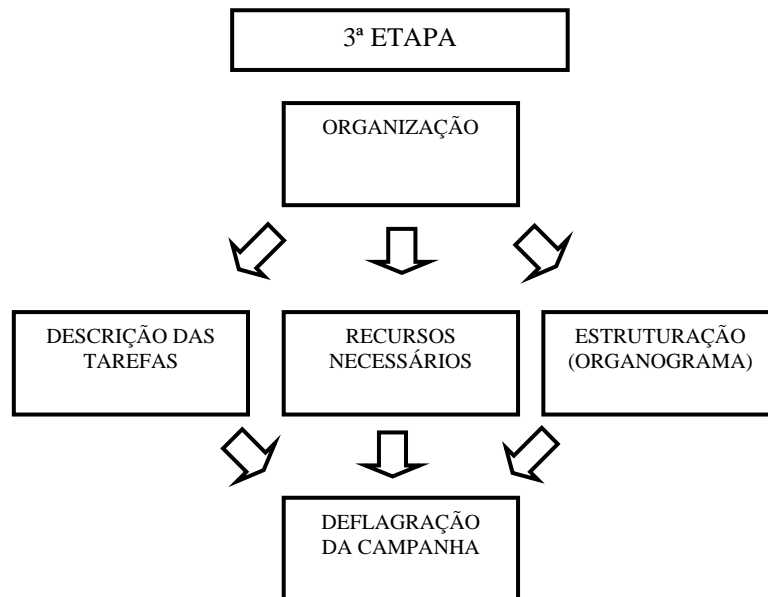 3ª ETAPA
ORGANIZAÇÃO
DESCRIÇÃO DAS
TAREFAS
RECURSOS
NECESSÁRIOS
ESTRUTURAÇÃO
(ORGANOGRAMA)
DEFLAGRAÇÃO
DA CAMPANHA